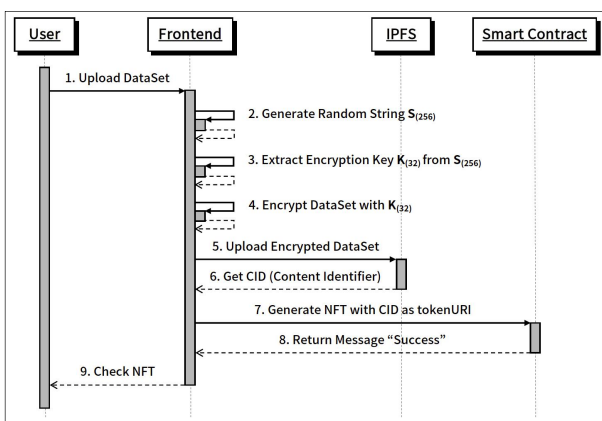 User
Frontend
IPFS
Smart Contract
1. Upload DataSet
2. Generate Random String S(256)
3. Extract Encryption Key K(32) from S(256)
4. Encrypt DataSet with K(32)
5. Upload Encrypted DataSet
6. Get CID (Content Identifier)
7. Generate NFT with CID as tokenURI
8. Return Message “Success”
9. Check NFT